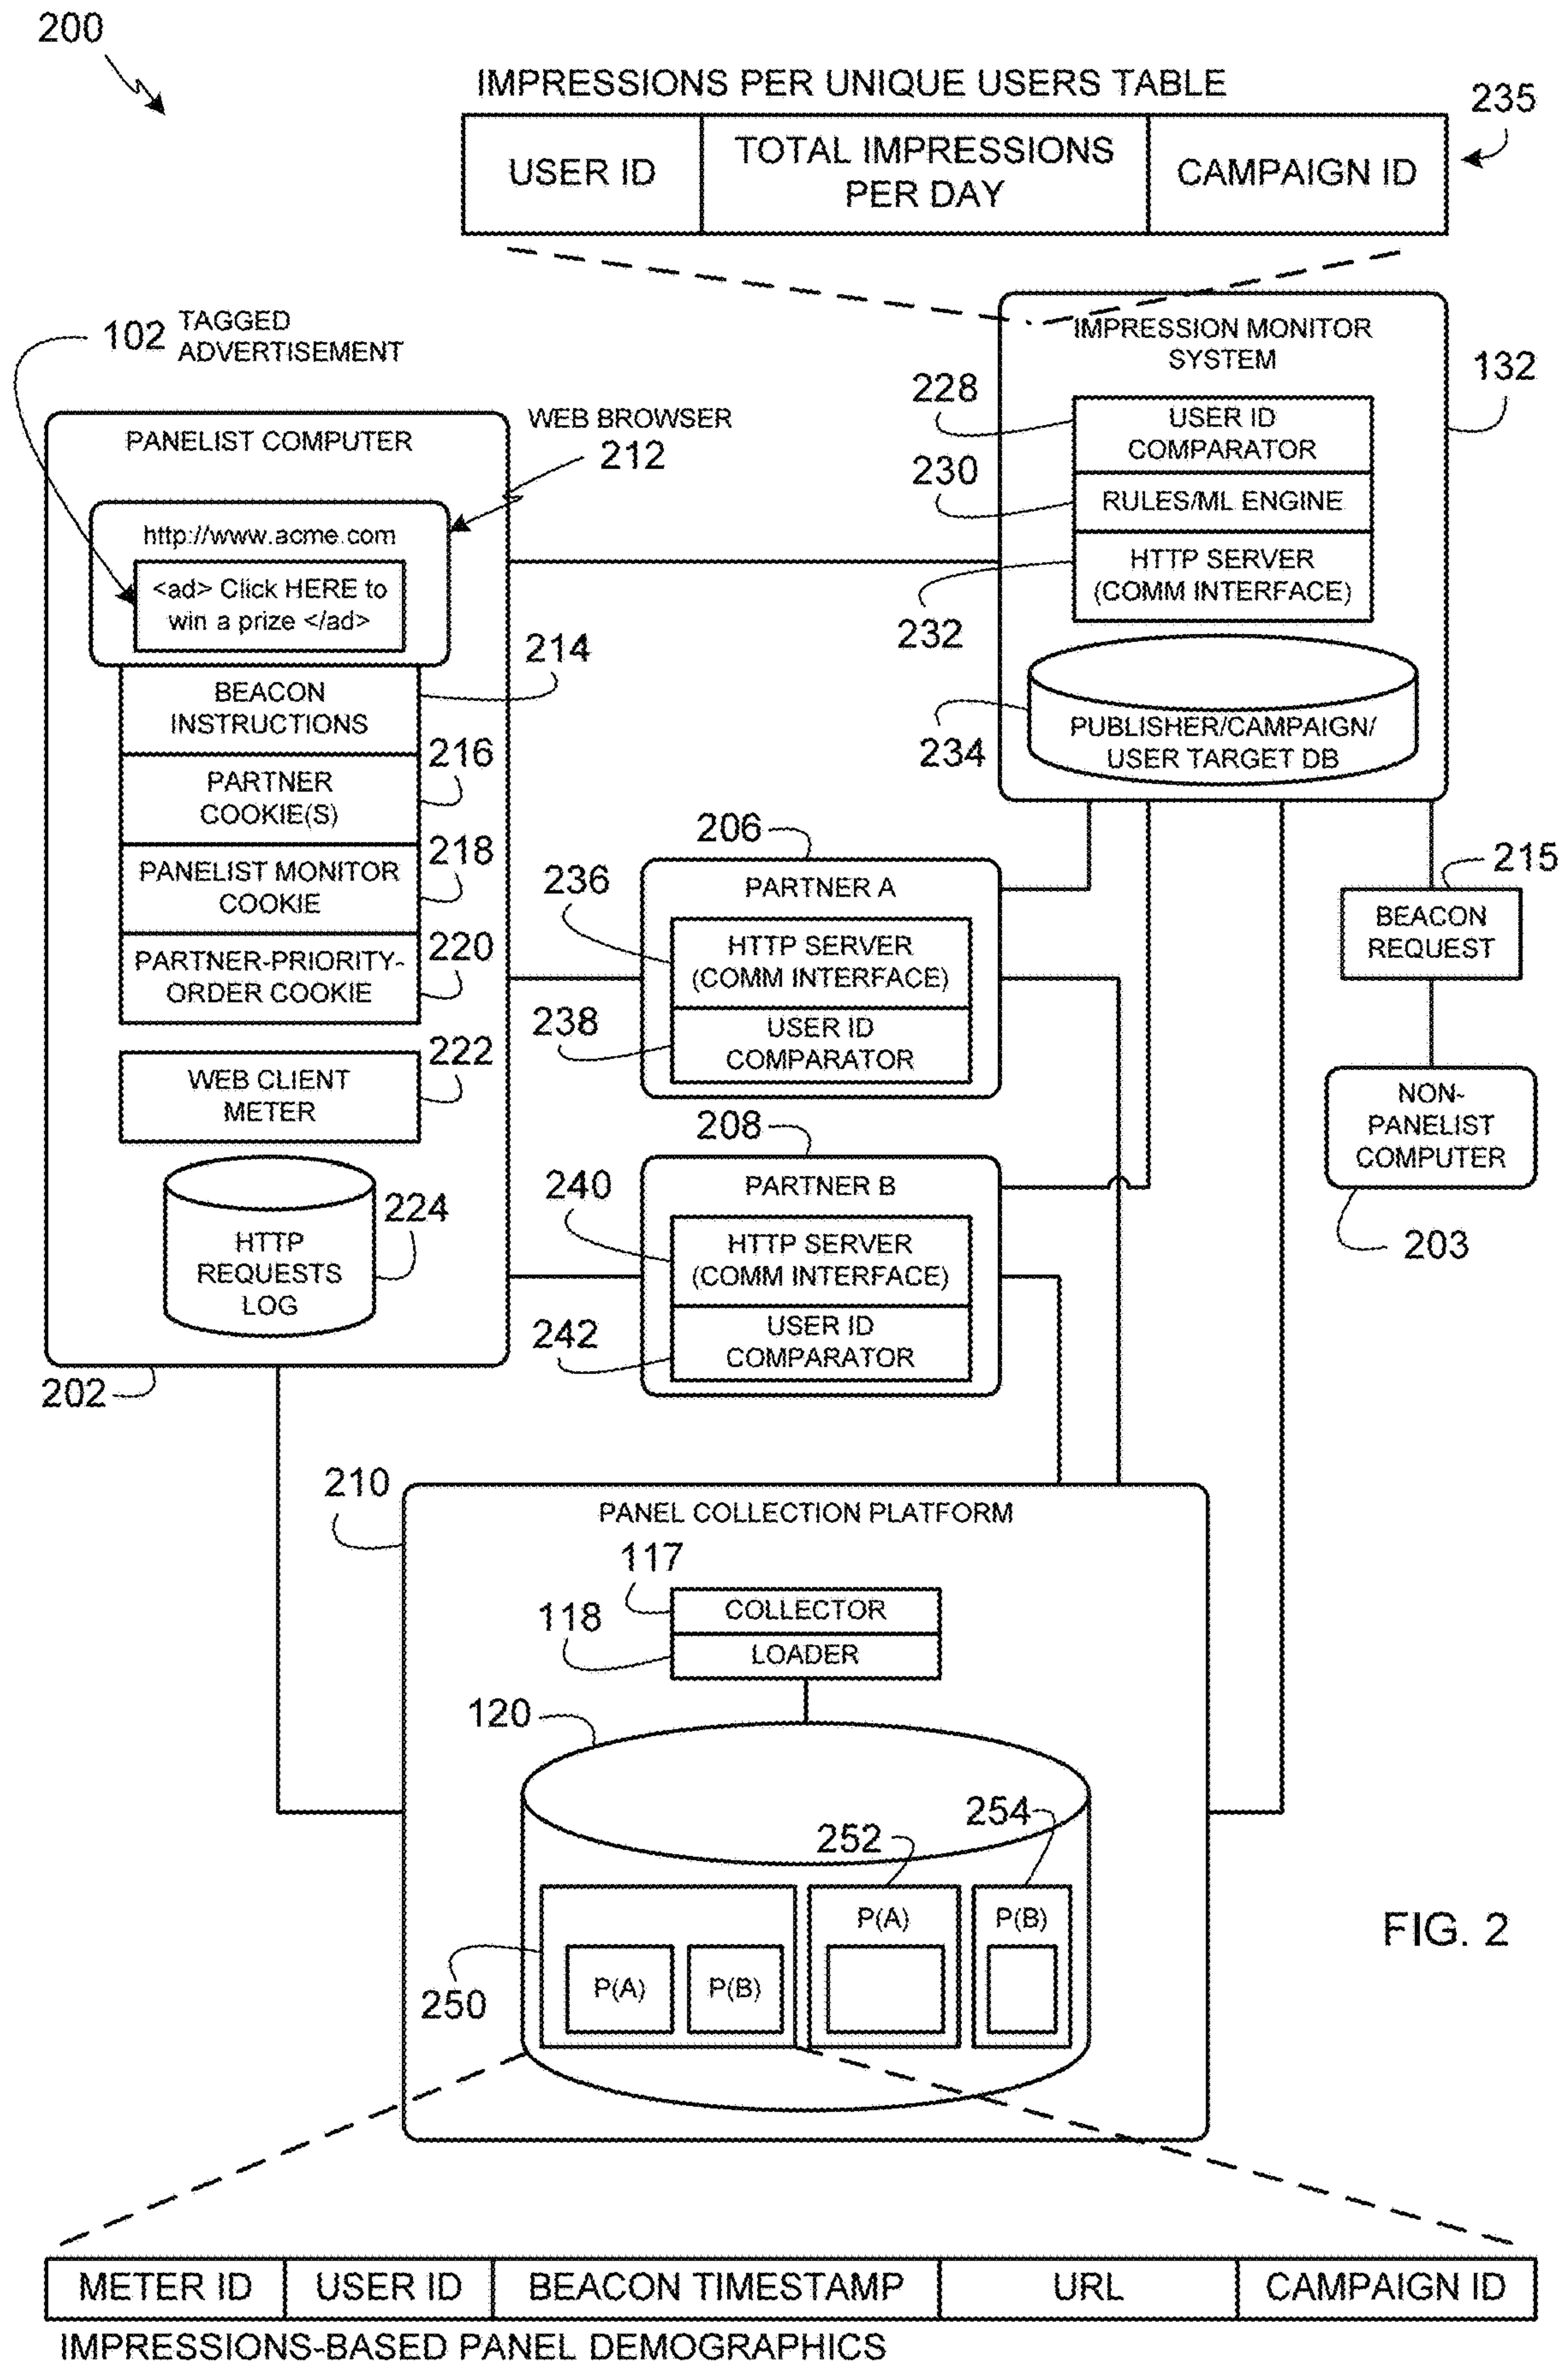 200
IMPRESSIONS PER UNIQUE USERS TABLE
235
USER ID
TOTAL IMPRESSIONS
PER DAY
CAMPAIGN ID
102
TAGGED
ADVERTISEMENT
IMPRESSION MONITOR
SYSTEM
132
228
USER ID
COMPARATOR
230
RULES/ML ENGINE
HTTP SERVER
(COMM INTERFACE)
232
234
PUBLISHER/CAMPAIGN/
USER TARGET DB
PANELIST COMPUTER
WEB BROWSER
212
http://www.acme.com
<ad> Click HERE to
win a prize </ad>
214
BEACON
INSTRUCTIONS
216
PARTNER
COOKIE(S)
218
PANELIST MONITOR
COOKIE
220
PARTNER-PRIORITY-
ORDER COOKIE
222
WEB CLIENT
METER
224
HTTP
REQUESTS
LOG
202
206
PARTNER A
236
HTTP SERVER
(COMM INTERFACE)
238
USER ID
COMPARATOR
208
PARTNER B
240
HTTP SERVER
(COMM INTERFACE)
242
USER ID
COMPARATOR
215
BEACON
REQUEST
NON-
PANELIST
COMPUTER
203
210
PANEL COLLECTION PLATFORM
117
COLLECTOR
118
LOADER
120
252
254
P(A)
P(B)
250
P(A)
P(B)
FIG. 2
METER ID
USER ID
BEACON TIMESTAMP
URL
CAMPAIGN ID
IMPRESSIONS-BASED PANEL DEMOGRAPHICS